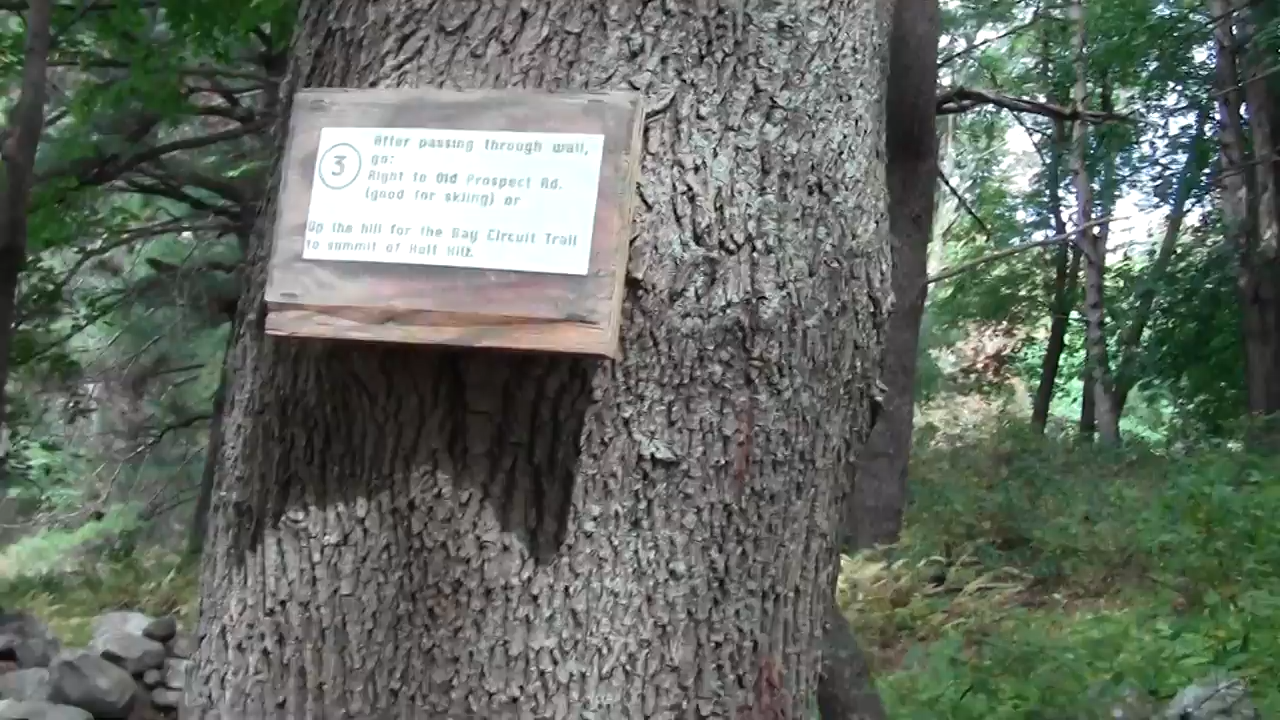 3
After passing through wall,
go:
Right to Old Prospect Rd.
(good for skiing) or
Up the hill for the Bay Circuit Trail
to summit of Holt Hill.